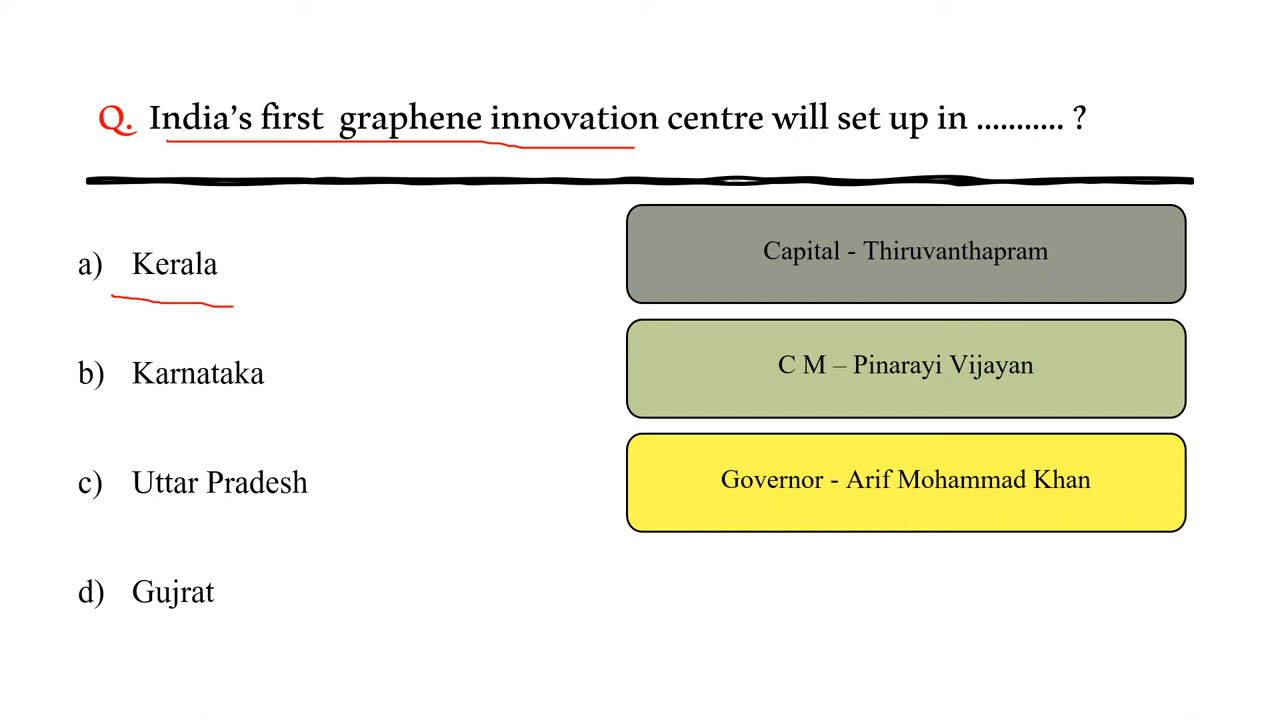 Q. India’s first graphene innovation centre will set up in ........... ?
a) Kerala
b) Karnataka
c) Uttar Pradesh
d) Gujrat
Capital - Thiruvanthapram
C M – Pinarayi Vijayan
Governor - Arif Mohammad Khan